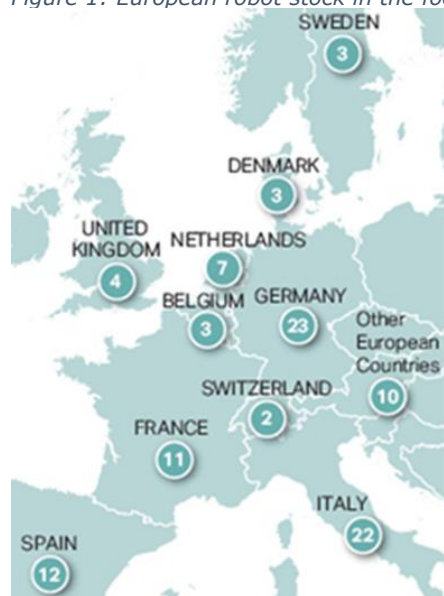 Figure 1. European robot stock in the foo
SWEDEN
3
DENMARK
3
UNITED
KINGDOM
4
NETHERLANDS
7
BELGIUM
3
GERMANY
23
Other
European
Countries
10
SWITZERLAND
2
FRANCE
11
ITALY
22
SPAIN
12